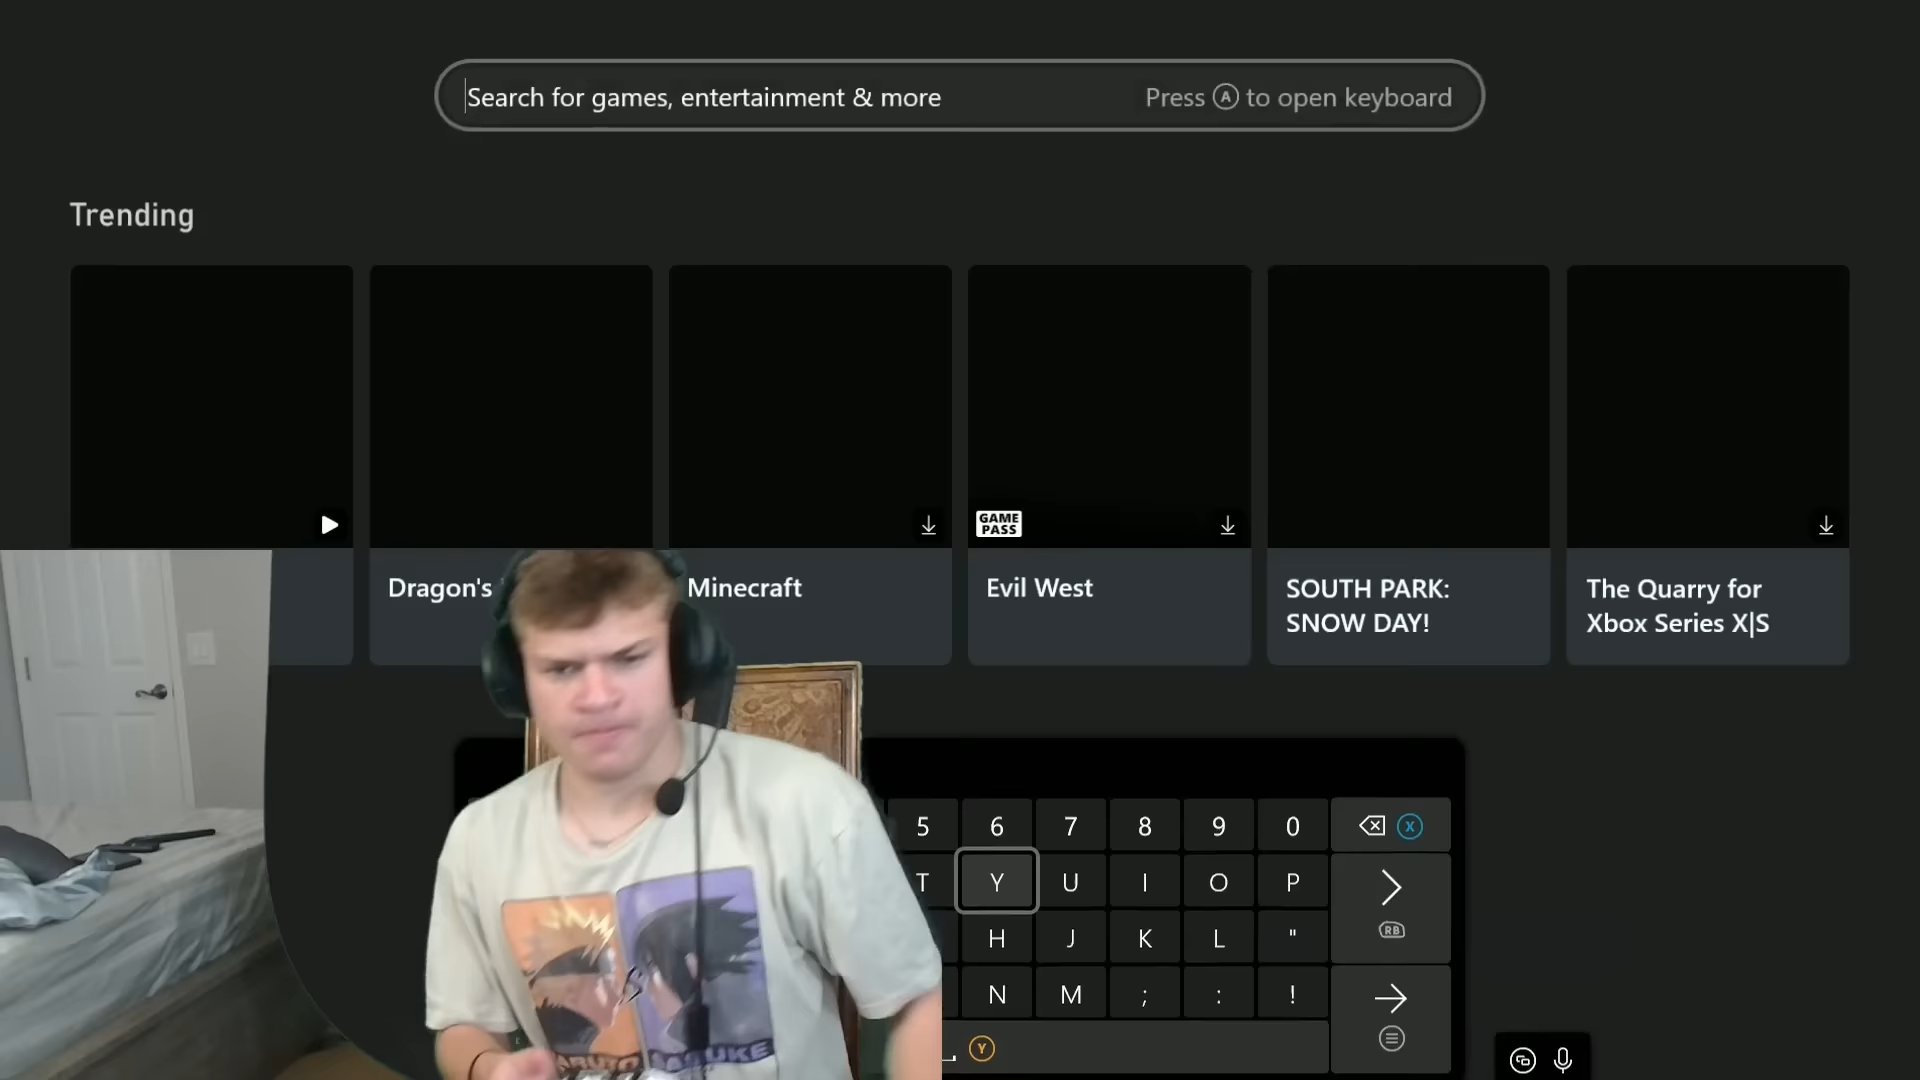 Search for games, entertainment & more
Press A to open keyboard
Trending
GAME
PASS
Dragon's
Minecraft
Evil West
SOUTH PARK:
SNOW DAY!
The Quarry for
Xbox Series X|S
5 6 7 8 9 0 X
T Y U I O P
RB
H J K L "
N M ; : !
Y